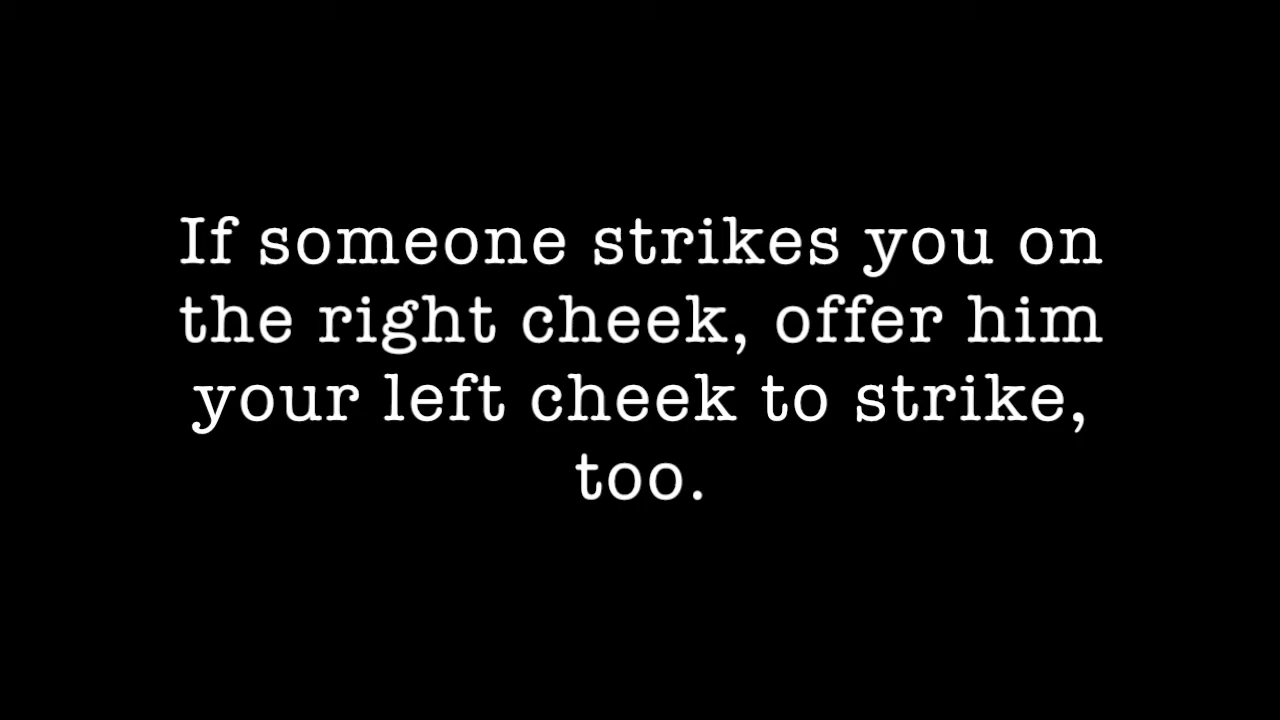 If someone strikes you on
the right cheek, offer him
your left cheek to strike,
too.